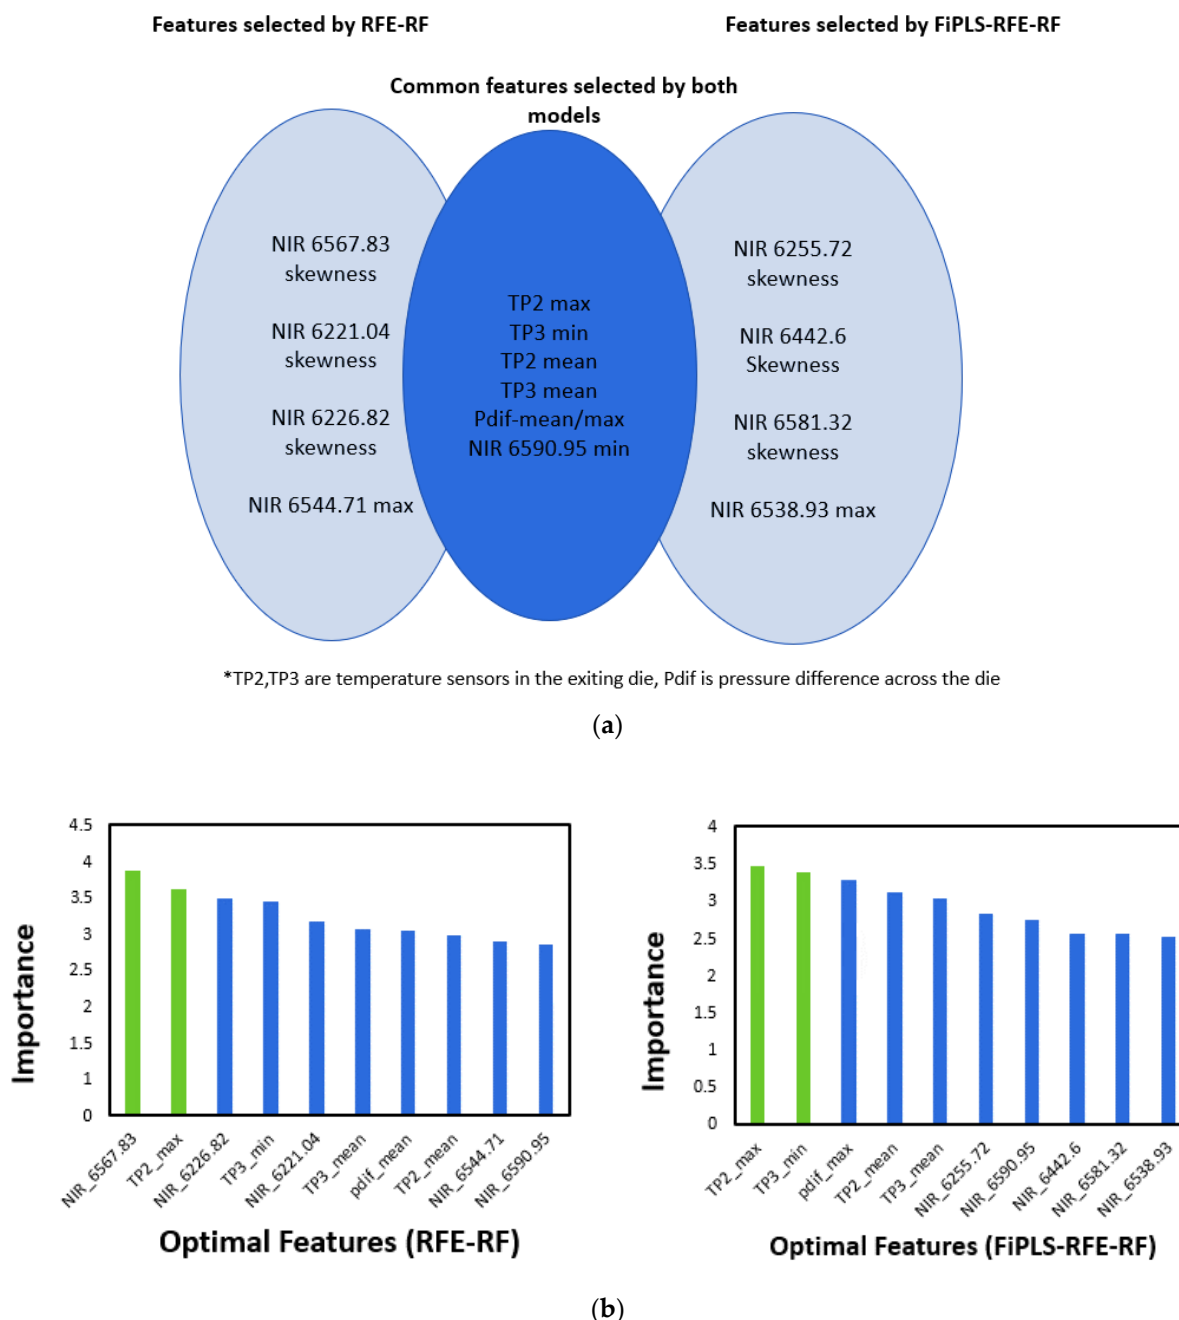 Features selected by RFE-RF
Features selected by FiPLS-RFE-RF
Common features selected by both
models
NIR 6567.83
skewness
NIR 6221.04
skewness
NIR 6226.82
skewness
NIR 6544.71 max
TP2 max
TP3 min
TP2 mean
TP3 mean
Pdif-mean/max
NIR 6590.95 min
NIR 6255.72
skewness
NIR 6442.6
Skewness
NIR 6581.32
skewness
NIR 6538.93 max
*TP2,TP3 are temperature sensors in the exiting die, Pdif is pressure difference across the die
(a)
Importance
4.5
4
3.5
3
2.5
2
1.5
1
0
NIR_6567.83
TP2_max
NIR_6226.82
TP3_min
NIR_6221.04
TP3_mean
pdif_mean
TP2_mean
NIR_6544.71
NIR_6590.95
Optimal Features (RFE-RF)
Importance
4
3.5
3
2.5
2
1.5
1
0.5
0
TP2_max
TP3_min
pdif_max
TP2_mean
TP3_mean
NIR_6255.72
NIR_6590.95
NIR_6442.6
NIR_6581.32
NIR_6538.93
Optimal Features (FiPLS-RFE-RF)
(b)